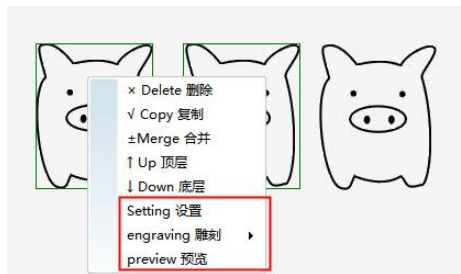 × Delete 删除
√ Copy 复制
±Merge 合并
↑ Up 顶层
↓ Down 底层
Setting 设置
engraving 雕刻
preview 预览